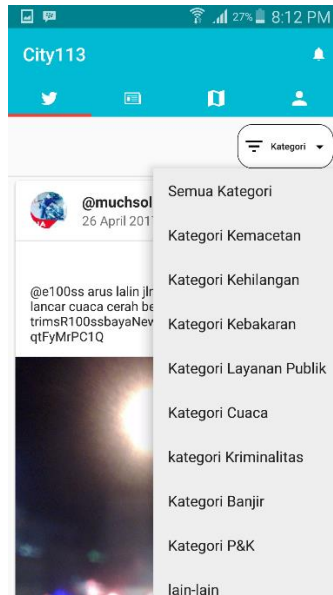 27% 8:12 PM
City113
Kategori
@muchsol
26 April 201
@e100ss arus lalin jlr
lancar cuaca cerah be
trimsR100ssbayaNew
qtFyMrPC1Q
Semua Kategori
Kategori Kemacetan
Kategori Kehilangan
Kategori Kebakaran
Kategori Layanan Publik
Kategori Cuaca
kategori Kriminalitas
Kategori Banjir
Kategori P&K
lain-lain